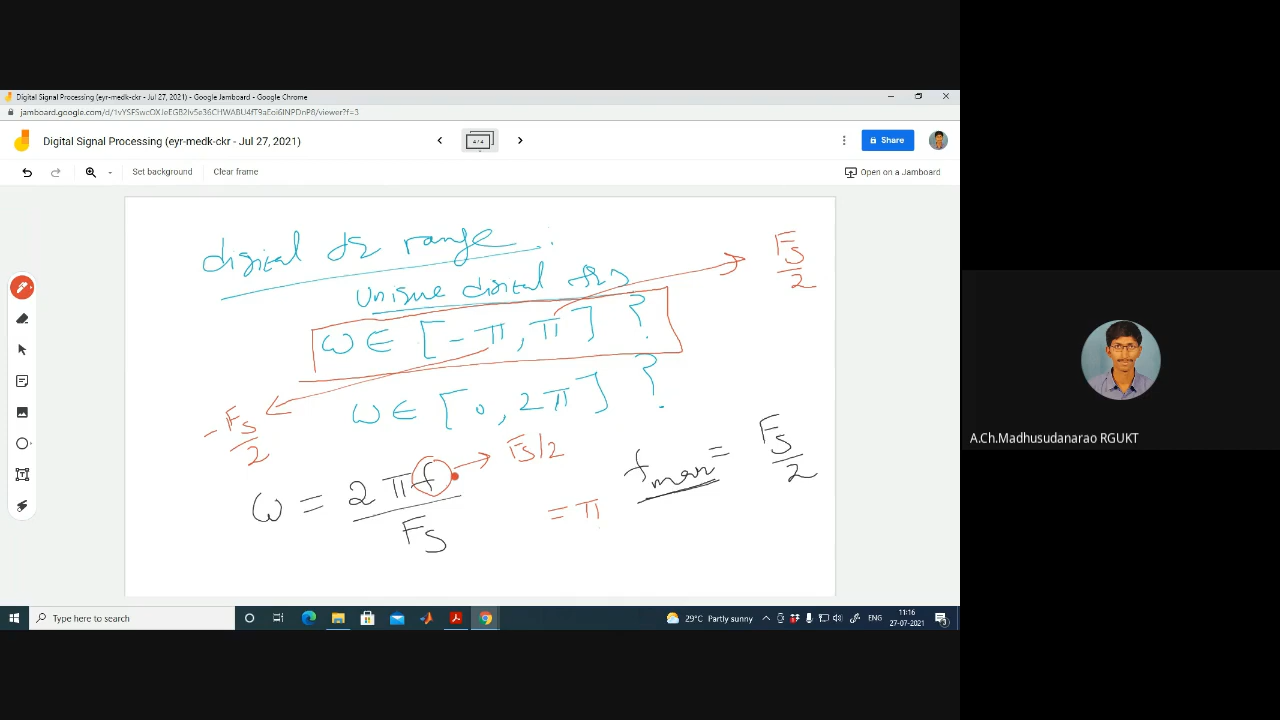 Digital Signal Processing (eyr-medk-ckr - Jul 27, 2021) - Google Jamboard - Google Chrome
Digital Signal Processing (eyr-medk-ckr - Jul 27, 2021)
4 / 4
Share
Set background
Clear frame
Open on a Jamboard
digital range :
Unique digital
Fs/2
ω ∈ [-π, π] ?
ω ∈ [0, 2π] ?
-Fs/2
ω = 2πf/Fs
Fs/2
= π
fmax = Fs/2
A.Ch.Madhusudanarao RGUKT
Type here to search
29°C Partly sunny
ENG
11:16
27-07-2021
3